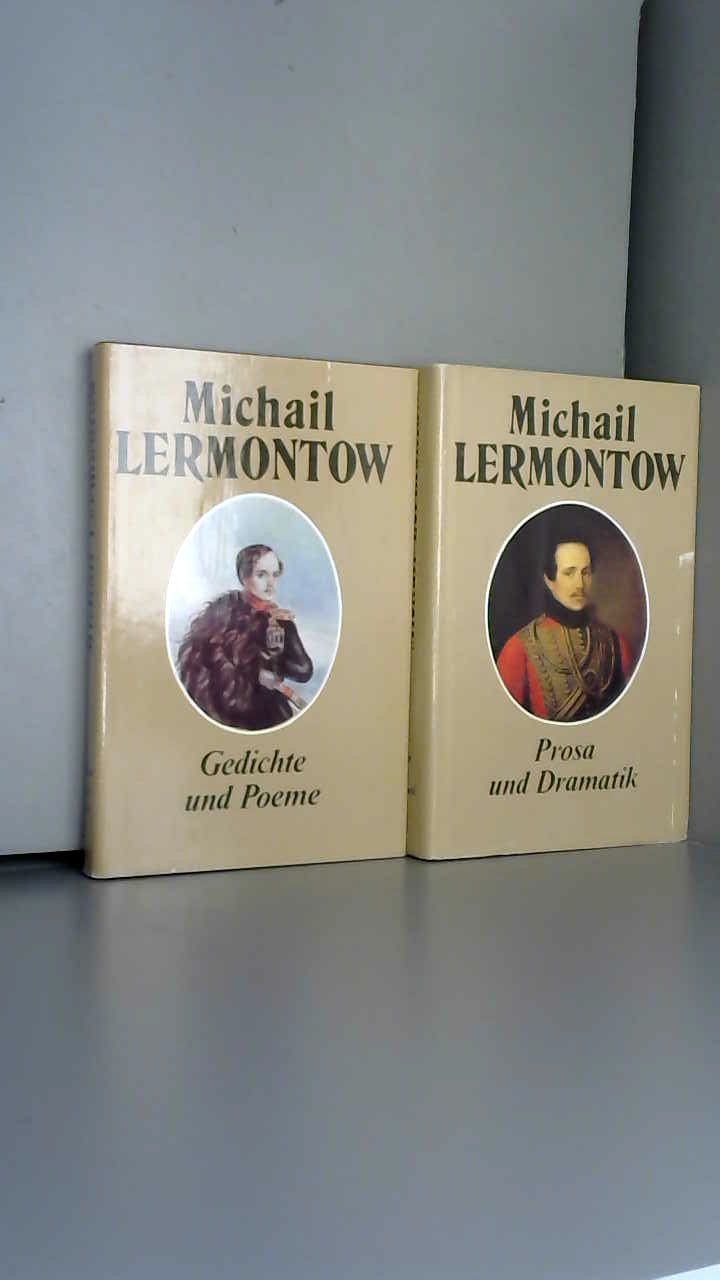 Michail
LERMONTOW
Gedichte
und Poeme
Michail
LERMONTOW
Prosa
und Dramatik